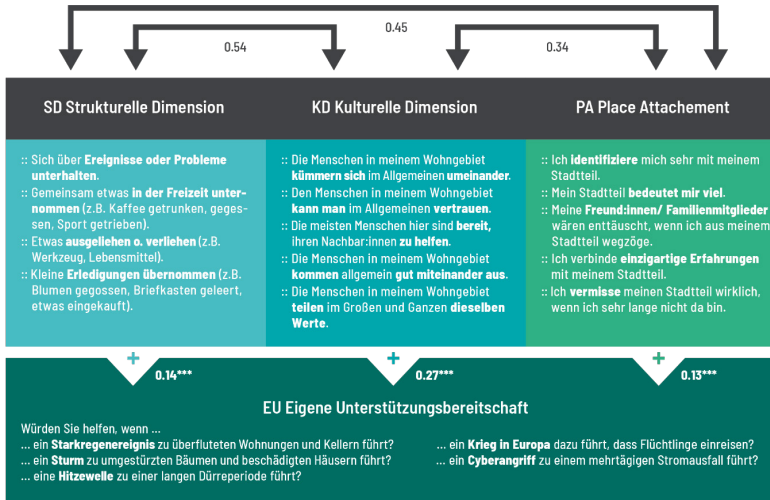 0.45
0.54
0.34
SD Strukturelle Dimension
:: Sich über Ereignisse oder Probleme
unterhalten.
:: Gemeinsam etwas in der Freizeit unter-
nommen (z.B. Kaffee getrunken, geges-
sen, Sport getrieben).
:: Etwas ausgeliehen o. verliehen (z.B.
Werkzeug, Lebensmittel).
:: Kleine Erledigungen übernommen (z.B.
Blumen gegossen, Briefkasten geleert,
etwas eingekauft).
KD Kulturelle Dimension
:: Die Menschen in meinem Wohngebiet
kümmern sich im Allgemeinen umeinander.
:: Den Menschen in meinem Wohngebiet
kann man im Allgemeinen vertrauen.
:: Die meisten Menschen hier sind bereit,
ihren Nachbar:innen zu helfen.
:: Die Menschen in meinem Wohngebiet
kommen allgemein gut miteinander aus.
:: Die Menschen in meinem Wohngebiet
teilen im Großen und Ganzen dieselben
Werte.
PA Place Attachement
:: Ich identifiziere mich sehr mit meinem
Stadtteil.
:: Mein Stadtteil bedeutet mir viel.
:: Meine Freund:innen/ Familienmitglieder
wären enttäuscht, wenn ich aus meinem
Stadtteil wegzöge.
:: Ich verbinde einzigartige Erfahrungen
mit meinem Stadtteil.
:: Ich vermisse meinen Stadtteil wirklich,
wenn ich sehr lange nicht da bin.
+ 0.14***
+ 0.27***
+ 0.13***
EU Eigene Unterstützungsbereitschaft
Würden Sie helfen, wenn ...
... ein Starkregenereignis zu überfluteten Wohnungen und Kellern führt?
... ein Sturm zu umgestürzten Bäumen und beschädigten Häusern führt?
... eine Hitzewelle zu einer langen Dürreperiode führt?
... ein Krieg in Europa dazu führt, dass Flüchtlinge einreisen?
... ein Cyberangriff zu einem mehrtägigen Stromausfall führt?